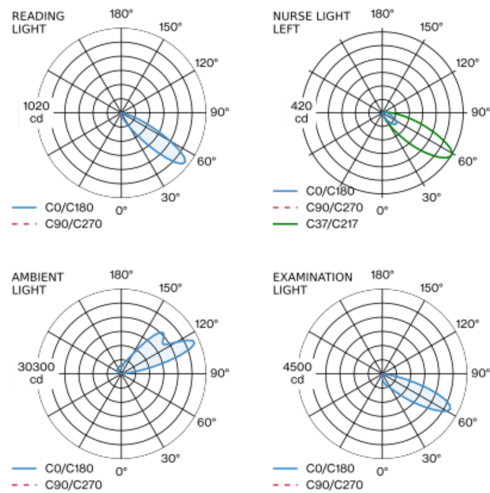 READING
LIGHT
180°
150°
120°
1020
cd
90°
60°
30°
0°
C0/C180
C90/C270
NURSE LIGHT
LEFT
180°
150°
120°
420
cd
90°
60°
30°
0°
C0/C180
C90/C270
C37/C217
AMBIENT
LIGHT
180°
150°
120°
30300
cd
90°
60°
30°
0°
C0/C180
C90/C270
EXAMINATION
LIGHT
180°
150°
120°
4500
cd
90°
60°
30°
0°
C0/C180
C90/C270